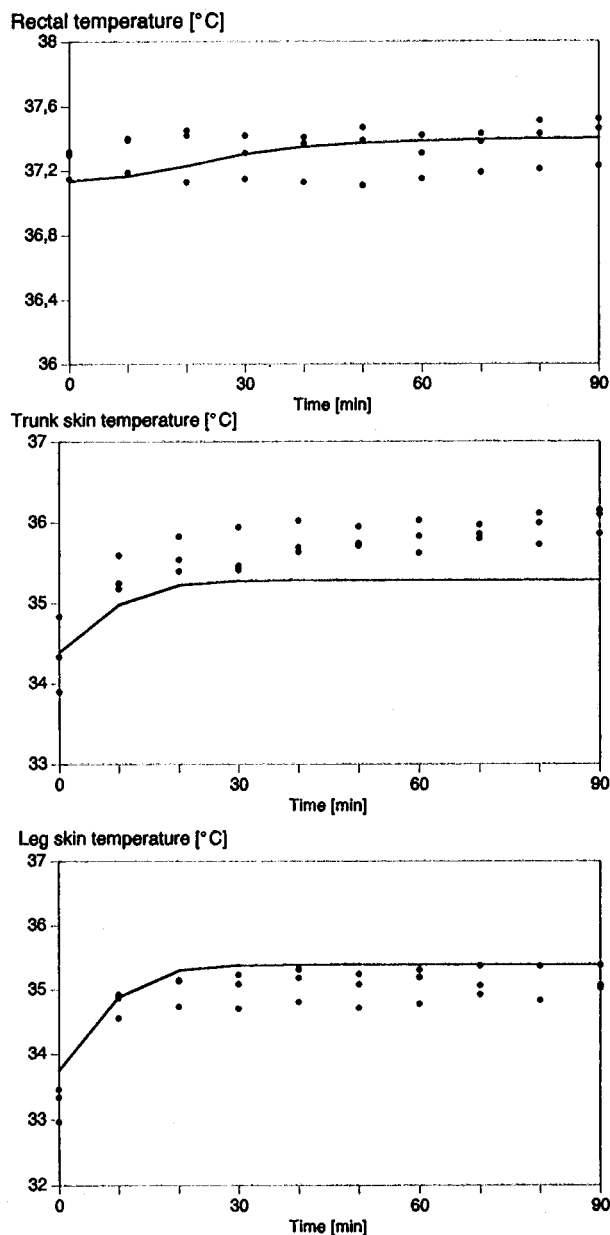 Rectal temperature [°C]
38
37,6
37,2
36,8
36,4
36
0 30 60 90
Time [min]
Trunk skin temperature [°C]
37
36
35
34
33
0 30 60 90
Time [min]
Leg skin temperature [°C]
37
36
35
34
33
32
0 30 60 90
Time [min]